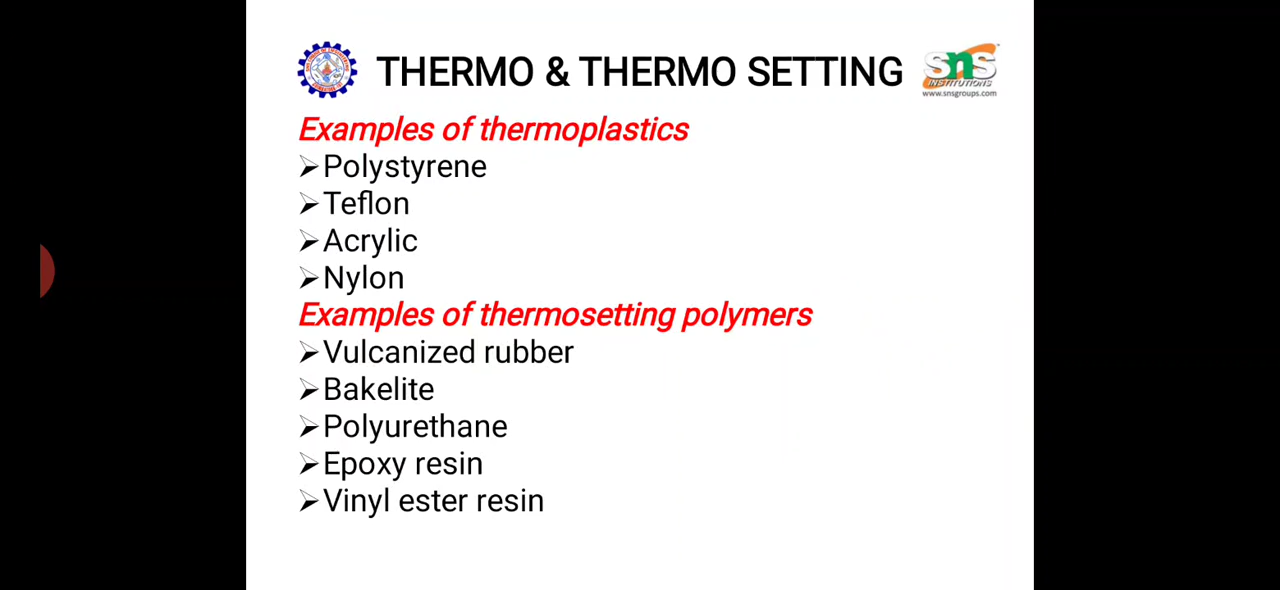 THERMO & THERMO SETTING
sns
INSTITUTIONS
www.snsgroups.com
Examples of thermoplastics
➢Polystyrene
➢Teflon
➢Acrylic
➢Nylon
Examples of thermosetting polymers
➢Vulcanized rubber
➢Bakelite
➢Polyurethane
➢Epoxy resin
➢Vinyl ester resin